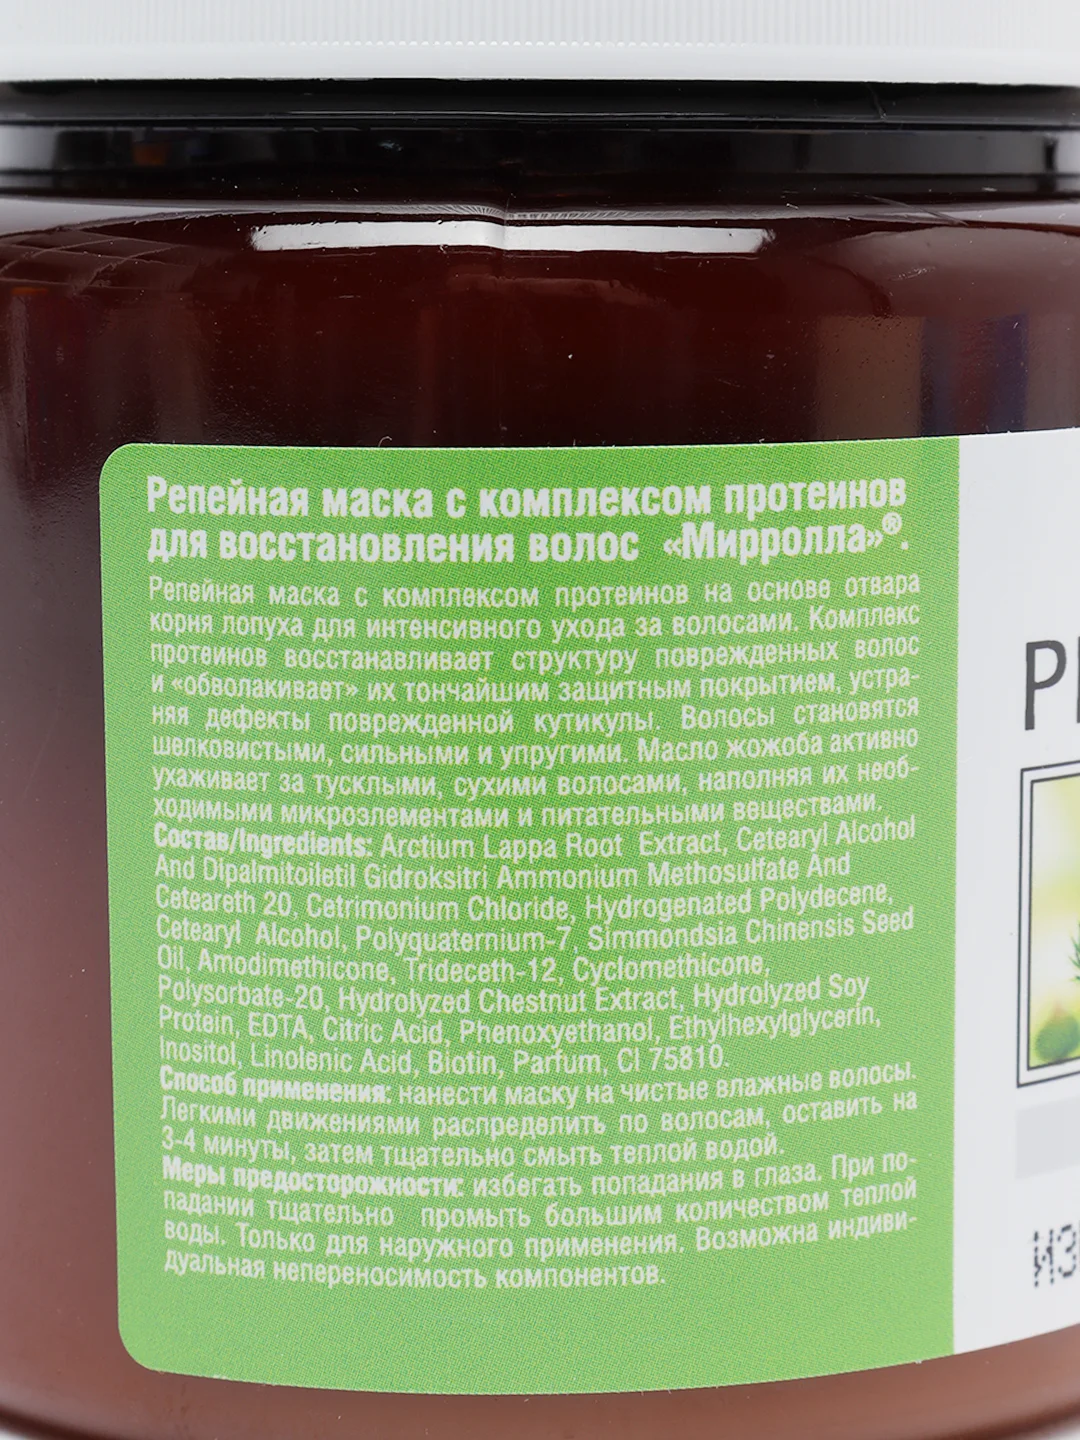 Репейная маска с комплексом протеинов
для восстановления волос «Мирролла»®.
Репейная маска с комплексом протеинов на основе отвара
корня лопуха для интенсивного ухода за волосами. Комплекс
протеинов восстанавливает структуру поврежденных волос
и «обволакивает» их тончайшим защитным покрытием, устра-
няя дефекты поврежденной кутикулы. Волосы становятся
шелковистыми, сильными и упругими. Масло жожоба активно
ухаживает за тусклыми, сухими волосами, наполняя их необ-
ходимыми микроэлементами и питательными веществами.
Состав/Ingredients: Arctium Lappa Root Extract, Cetearyl Alcohol
And Dipalmitoiletil Gidroksitri Ammonium Methosulfate And
Ceteareth 20, Cetrimonium Chloride, Hydrogenated Polydecene,
Cetearyl Alcohol, Polyquaternium-7, Simmondsia Chinensis Seed
Oil, Amodimethicone, Trideceth-12, Cyclomethicone,
Polysorbate-20, Hydrolyzed Chestnut Extract, Hydrolyzed Soy
Protein, EDTA, Citric Acid, Phenoxyethanol, Ethylhexylglycerin,
Inositol, Linolenic Acid, Biotin, Parfum, CI 75810.
Способ применения: нанести маску на чистые влажные волосы.
Легкими движениями распределить по волосам, оставить на
3-4 минуты, затем тщательно смыть теплой водой.
Меры предосторожности: избегать попадания в глаза. При по-
падании тщательно промыть большим количеством теплой
воды. Только для наружного применения. Возможна индиви-
дуальная непереносимость компонентов.